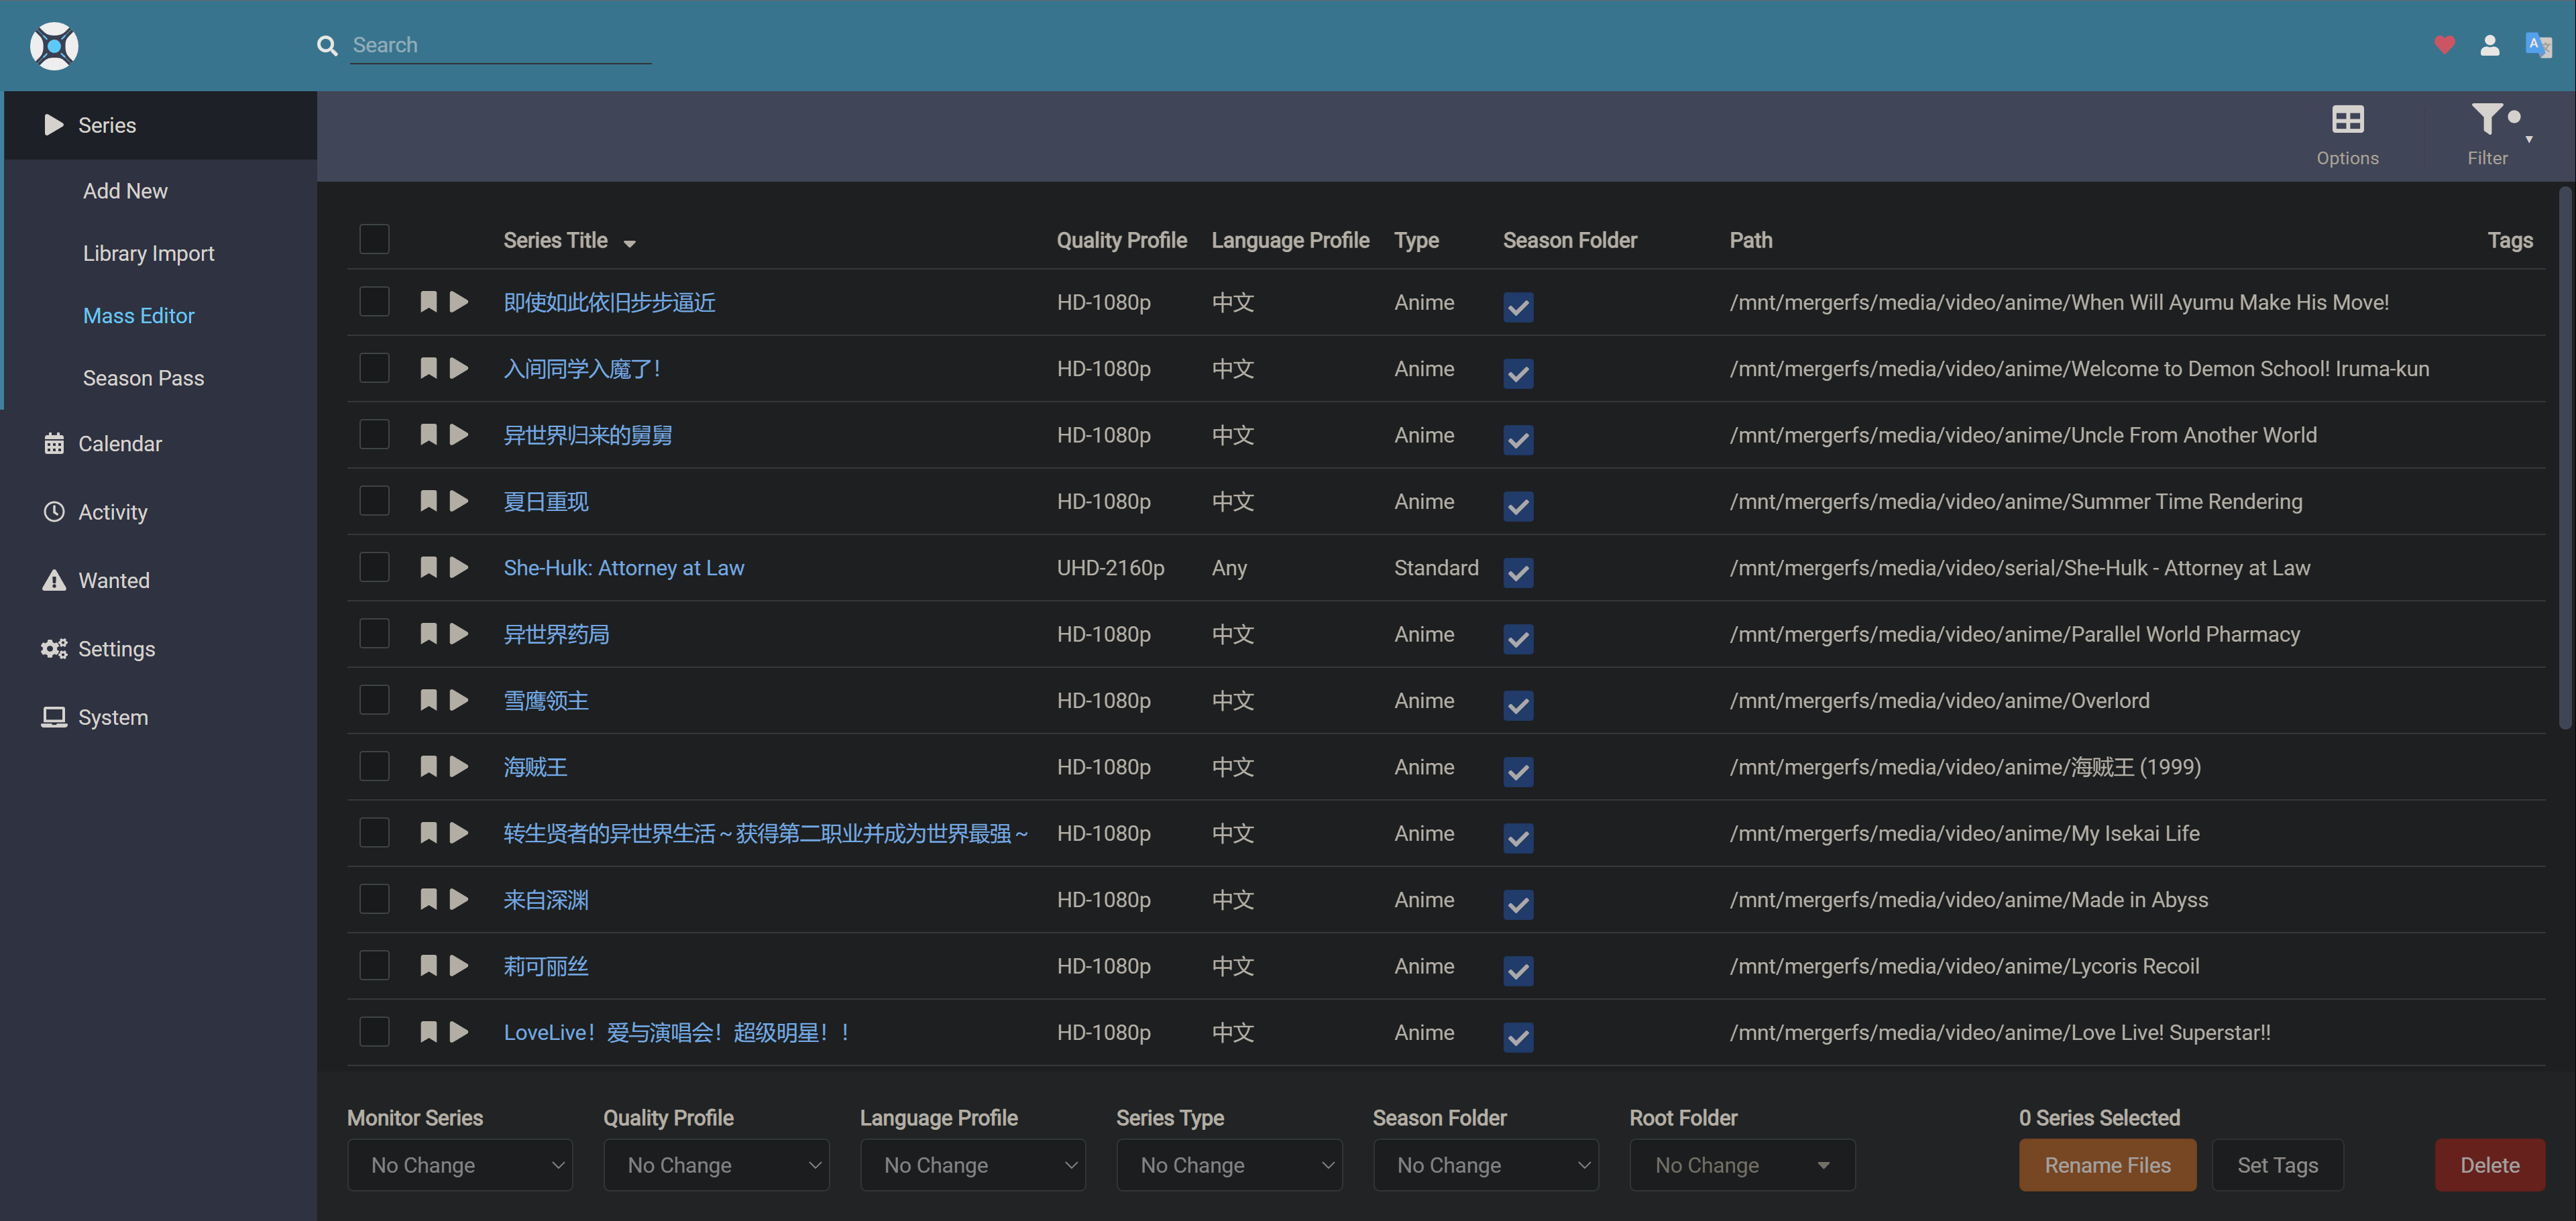 Search
Series
Add New
Library Import
Mass Editor
Season Pass
Calendar
Activity
Wanted
Settings
System
Options
Filter
Series Title Quality Profile Language Profile Type Season Folder Path Tags
即使如此依旧步步逼近 HD-1080p 中文 Anime /mnt/mergerfs/media/video/anime/When Will Ayumu Make His Move!
入间同学入魔了！ HD-1080p 中文 Anime /mnt/mergerfs/media/video/anime/Welcome to Demon School! Iruma-kun
异世界归来的舅舅 HD-1080p 中文 Anime /mnt/mergerfs/media/video/anime/Uncle From Another World
夏日重现 HD-1080p 中文 Anime /mnt/mergerfs/media/video/anime/Summer Time Rendering
She-Hulk: Attorney at Law UHD-2160p Any Standard /mnt/mergerfs/media/video/serial/She-Hulk - Attorney at Law
异世界药局 HD-1080p 中文 Anime /mnt/mergerfs/media/video/anime/Parallel World Pharmacy
雪鹰领主 HD-1080p 中文 Anime /mnt/mergerfs/media/video/anime/Overlord
海贼王 HD-1080p 中文 Anime /mnt/mergerfs/media/video/anime/海贼王 (1999)
转生贤者的异世界生活～获得第二职业并成为世界最强～ HD-1080p 中文 Anime /mnt/mergerfs/media/video/anime/My Isekai Life
来自深渊 HD-1080p 中文 Anime /mnt/mergerfs/media/video/anime/Made in Abyss
莉可丽丝 HD-1080p 中文 Anime /mnt/mergerfs/media/video/anime/Lycoris Recoil
LoveLive！爱与演唱会！超级明星！！ HD-1080p 中文 Anime /mnt/mergerfs/media/video/anime/Love Live! Superstar!!
Monitor Series Quality Profile Language Profile Series Type Season Folder Root Folder 0 Series Selected
No Change No Change No Change No Change No Change No Change Rename Files Set Tags Delete